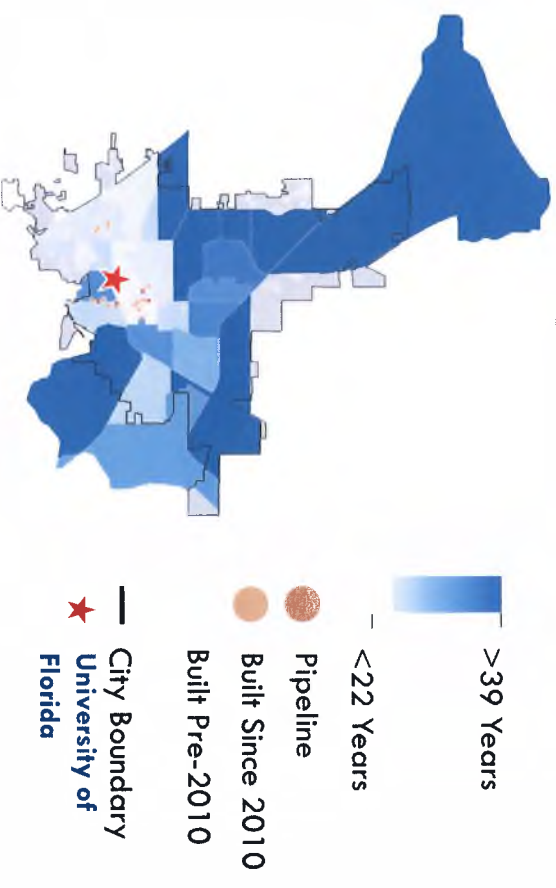 >39 Years
<22 Years
Pipeline
Built Since 2010
Built Pre-2010
City Boundary
University of
Florida